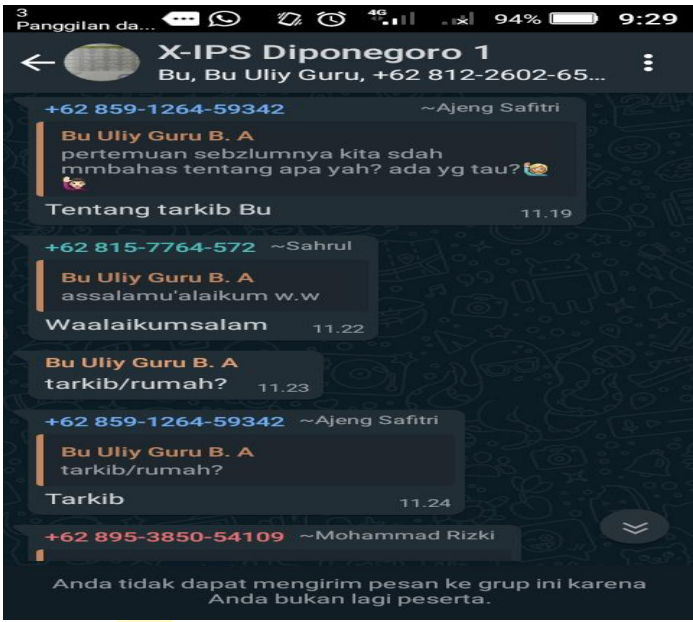 3
Panggilan da...
4G
94%
9:29
X-IPS Diponegoro 1
Bu, Bu Uliy Guru, +62 812-2602-65...
+62 859-1264-59342 ~Ajeng Safitri
Bu Uliy Guru B. A
pertemuan sebzlumnya kita sdah
mmbahas tentang apa yah? ada yg tau?🙋🏼
🙋🏻‍♀️
Tentang tarkib Bu 11.19
+62 815-7764-572 ~Sahrul
Bu Uliy Guru B. A
assalamu'alaikum w.w
Waalaikumsalam 11.22
Bu Uliy Guru B. A
tarkib/rumah? 11.23
+62 859-1264-59342 ~Ajeng Safitri
Bu Uliy Guru B. A
tarkib/rumah?
Tarkib 11.24
+62 895-3850-54109 ~Mohammad Rizki
Anda tidak dapat mengirim pesan ke grup ini karena
Anda bukan lagi peserta.